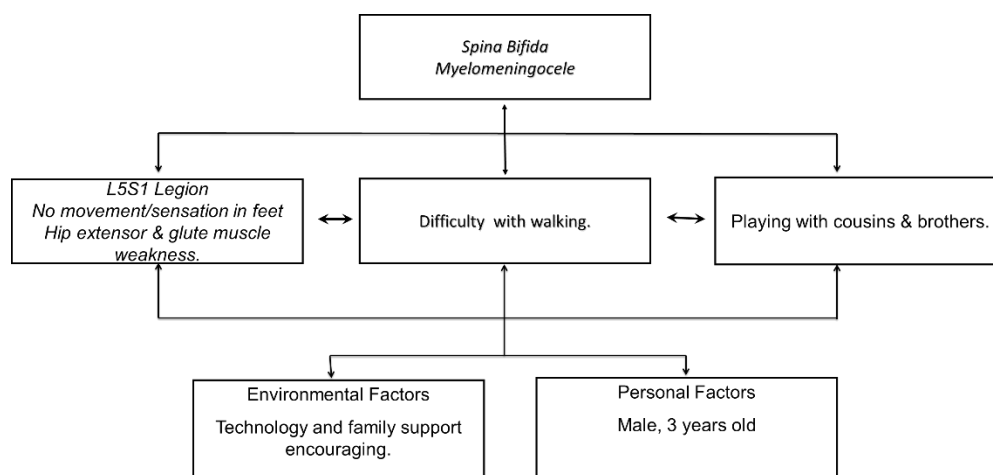 Spina Bifida
Myelomeningocele
L5S1 Legion
No movement/sensation in feet
Hip extensor & glute muscle
weakness.
Difficulty with walking.
Playing with cousins & brothers.
Environmental Factors
Technology and family support
encouraging.
Personal Factors
Male, 3 years old